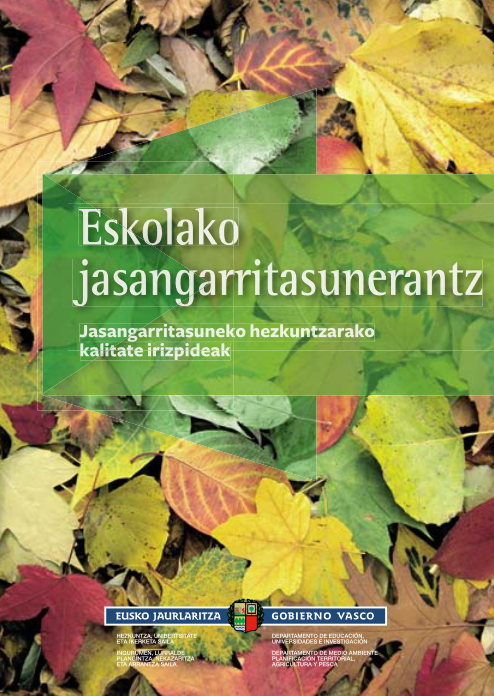 Eskolako
jasangarritasunerantz
Jasangarritasuneko hezkuntzarako
kalitate irizpideak
EUSKO JAURLARITZA
GOBIERNO VASCO
HEZKUNTZA, UNIBERTSITATE
ETA IKERKETA SAILA
INGURUMEN, LURRALDE
PLANGINTZA, NEKAZARITZA
ETA ARRANTZA SAILA
DEPARTAMENTO DE EDUCACIÓN,
UNIVERSIDADES E INVESTIGACIÓN
DEPARTAMENTO DE MEDIO AMBIENTE,
PLANIFICACIÓN TERRITORIAL,
AGRICULTURA Y PESCA